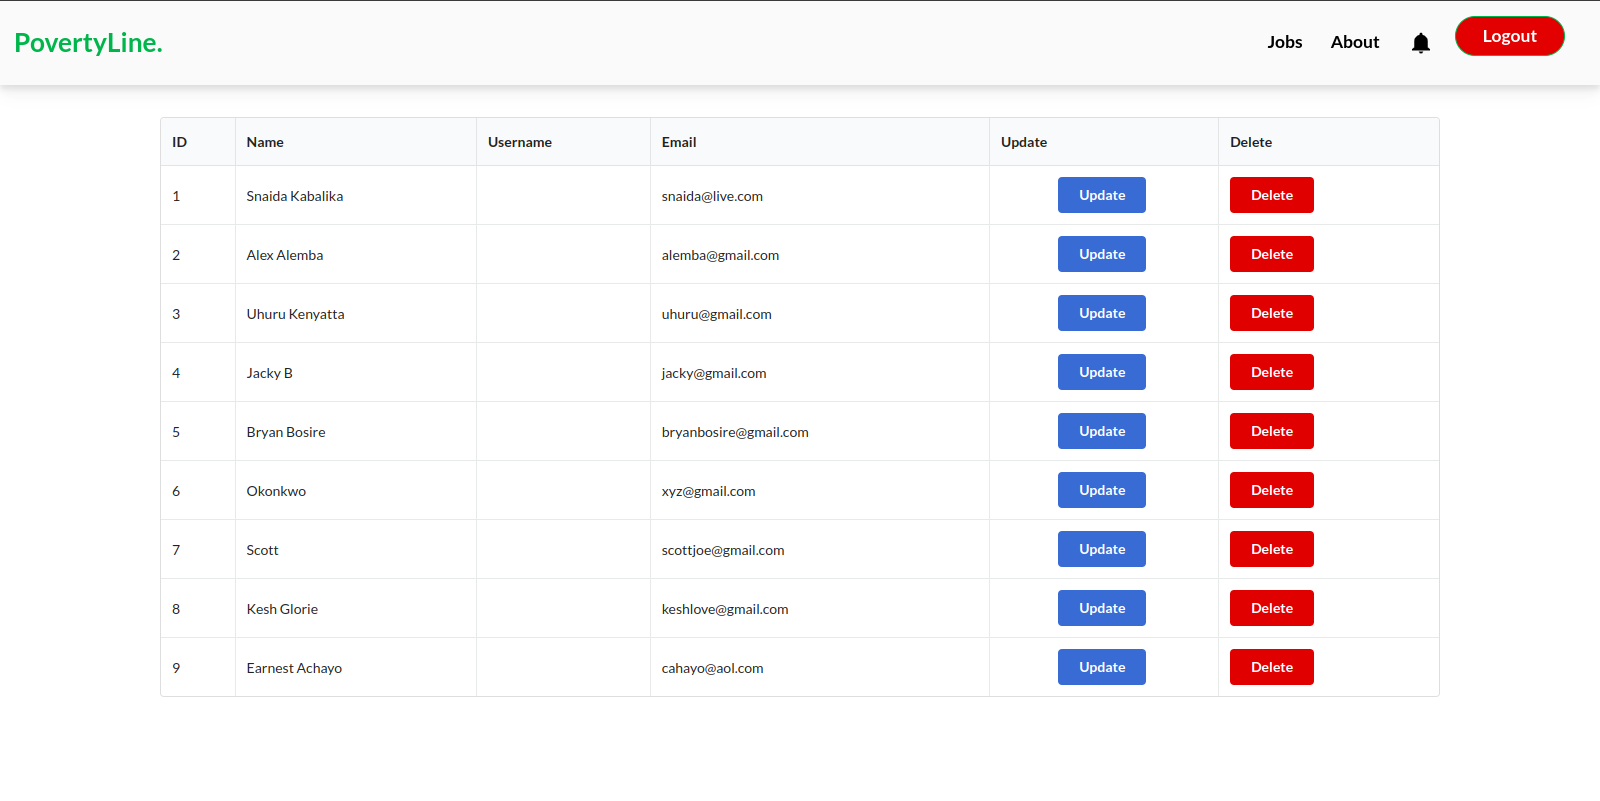 PovertyLine.
Jobs About Logout
ID Name Username Email Update Delete
1 Snaida Kabalika snaida@live.com Update Delete
2 Alex Alemba alemba@gmail.com Update Delete
3 Uhuru Kenyatta uhuru@gmail.com Update Delete
4 Jacky B jacky@gmail.com Update Delete
5 Bryan Bosire bryanbosire@gmail.com Update Delete
6 Okonkwo xyz@gmail.com Update Delete
7 Scott scottjoe@gmail.com Update Delete
8 Kesh Glorie keshlove@gmail.com Update Delete
9 Earnest Achayo cahayo@aol.com Update Delete